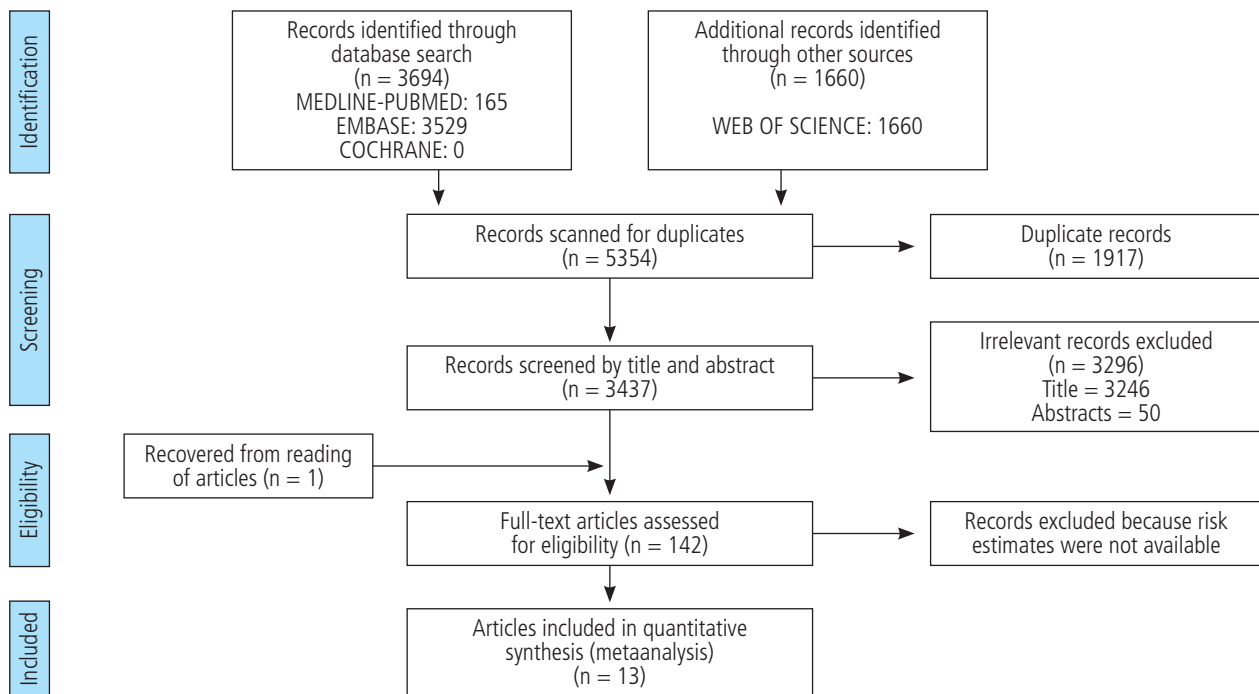 Identification
Records identified through
database search
(n = 3694)
MEDLINE-PUBMED: 165
EMBASE: 3529
COCHRANE: 0
Additional records identified
through other sources
(n = 1660)
WEB OF SCIENCE: 1660
Screening
Records scanned for duplicates
(n = 5354)
Duplicate records
(n = 1917)
Records screened by title and abstract
(n = 3437)
Irrelevant records excluded
(n = 3296)
Title = 3246
Abstracts = 50
Eligibility
Recovered from reading
of articles (n = 1)
Full-text articles assessed
for eligibility (n = 142)
Records excluded because risk
estimates were not available
Included
Articles included in quantitative
synthesis (metaanalysis)
(n = 13)